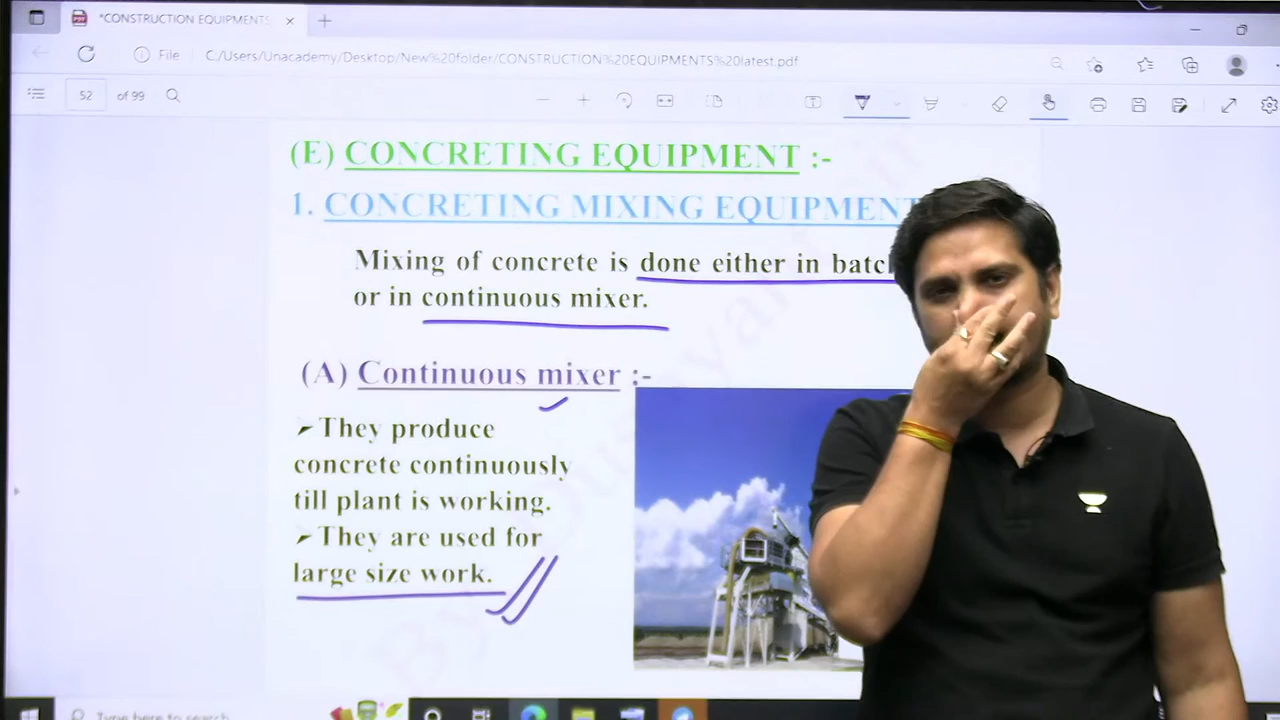 *CONSTRUCTION EQUIPMENTS
File C:/Users/Unacademy/Desktop/New%20folder/CONSTRUCTION%20EQUIPMENTS%20latest.pdf
52 of 99
(E) CONCRETING EQUIPMENT :-
1. CONCRETING MIXING EQUIPMENT
Mixing of concrete is done either in
or in continuous mixer.
(A) Continuous mixer :-
➢They produce
concrete continuously
till plant is working.
➢They are used for
large size work.
Type here to search